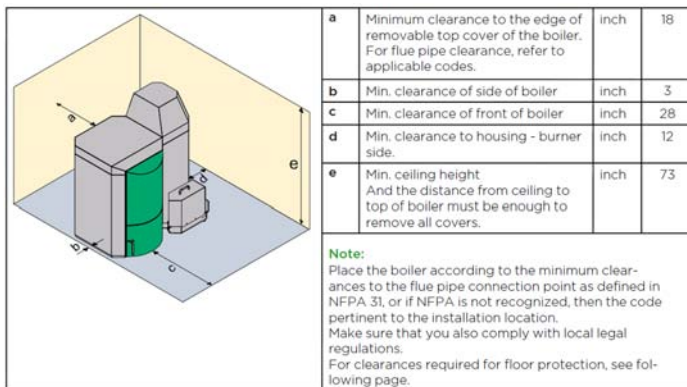 a
b
c
d
e
a Minimum clearance to the edge of inch 18
removable top cover of the boiler.
For flue pipe clearance, refer to
applicable codes.
b Min. clearance of side of boiler inch 3
c Min. clearance of front of boiler inch 28
d Min. clearance to housing - burner inch 12
side.
e Min. ceiling height inch 73
And the distance from ceiling to
top of boiler must be enough to
remove all covers.
Note:
Place the boiler according to the minimum clear-
ances to the flue pipe connection point as defined in
NFPA 31, or if NFPA is not recognized, then the code
pertinent to the installation location.
Make sure that you also comply with local legal
regulations.
For clearances required for floor protection, see fol-
lowing page.